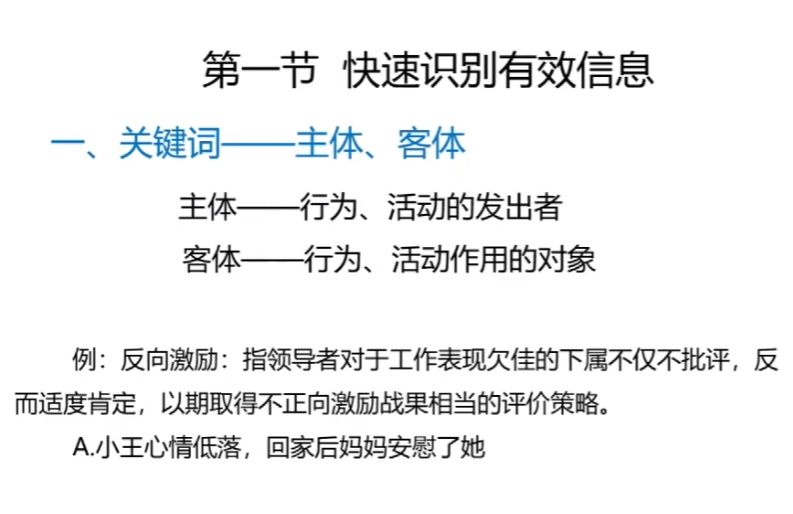 第一节 快速识别有效信息
一、关键词——主体、客体
主体——行为、活动的发出者
客体——行为、活动作用的对象
例：反向激励：指领导者对于工作表现欠佳的下属不仅不批评，反
而适度肯定，以期取得不正向激励战果相当的评价策略。
A.小王心情低落，回家后妈妈安慰了她